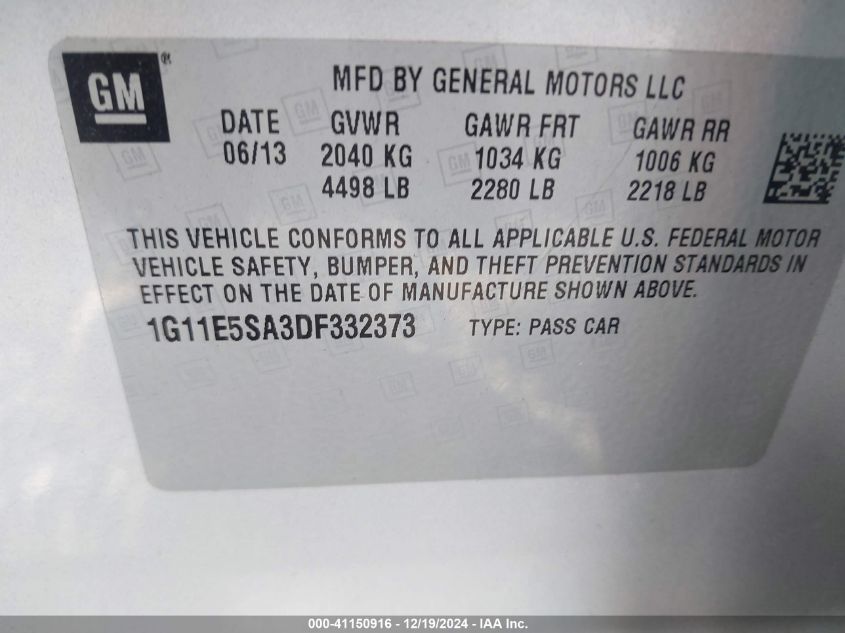 GM®
MFD BY GENERAL MOTORS LLC
DATE GVWR GAWR FRT GAWR RR
06/13 2040 KG 1034 KG 1006 KG
4498 LB 2280 LB 2218 LB
THIS VEHICLE CONFORMS TO ALL APPLICABLE U.S. FEDERAL MOTOR
VEHICLE SAFETY, BUMPER, AND THEFT PREVENTION STANDARDS IN
EFFECT ON THE DATE OF MANUFACTURE SHOWN ABOVE.
1G11E5SA3DF332373 TYPE: PASS CAR
000-41150916 - 12/19/2024 - IAA Inc.